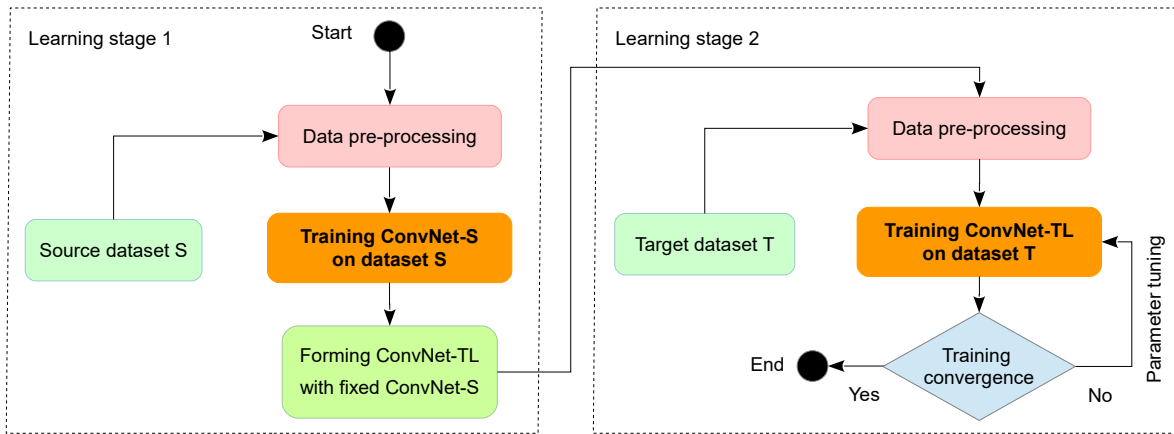 Learning stage 1
Start
Data pre-processing
Source dataset S
Training ConvNet-S
on dataset S
Forming ConvNet-TL
with fixed ConvNet-S
Learning stage 2
Data pre-processing
Target dataset T
Training ConvNet-TL
on dataset T
Parameter tuning
Training
convergence
End
Yes
No